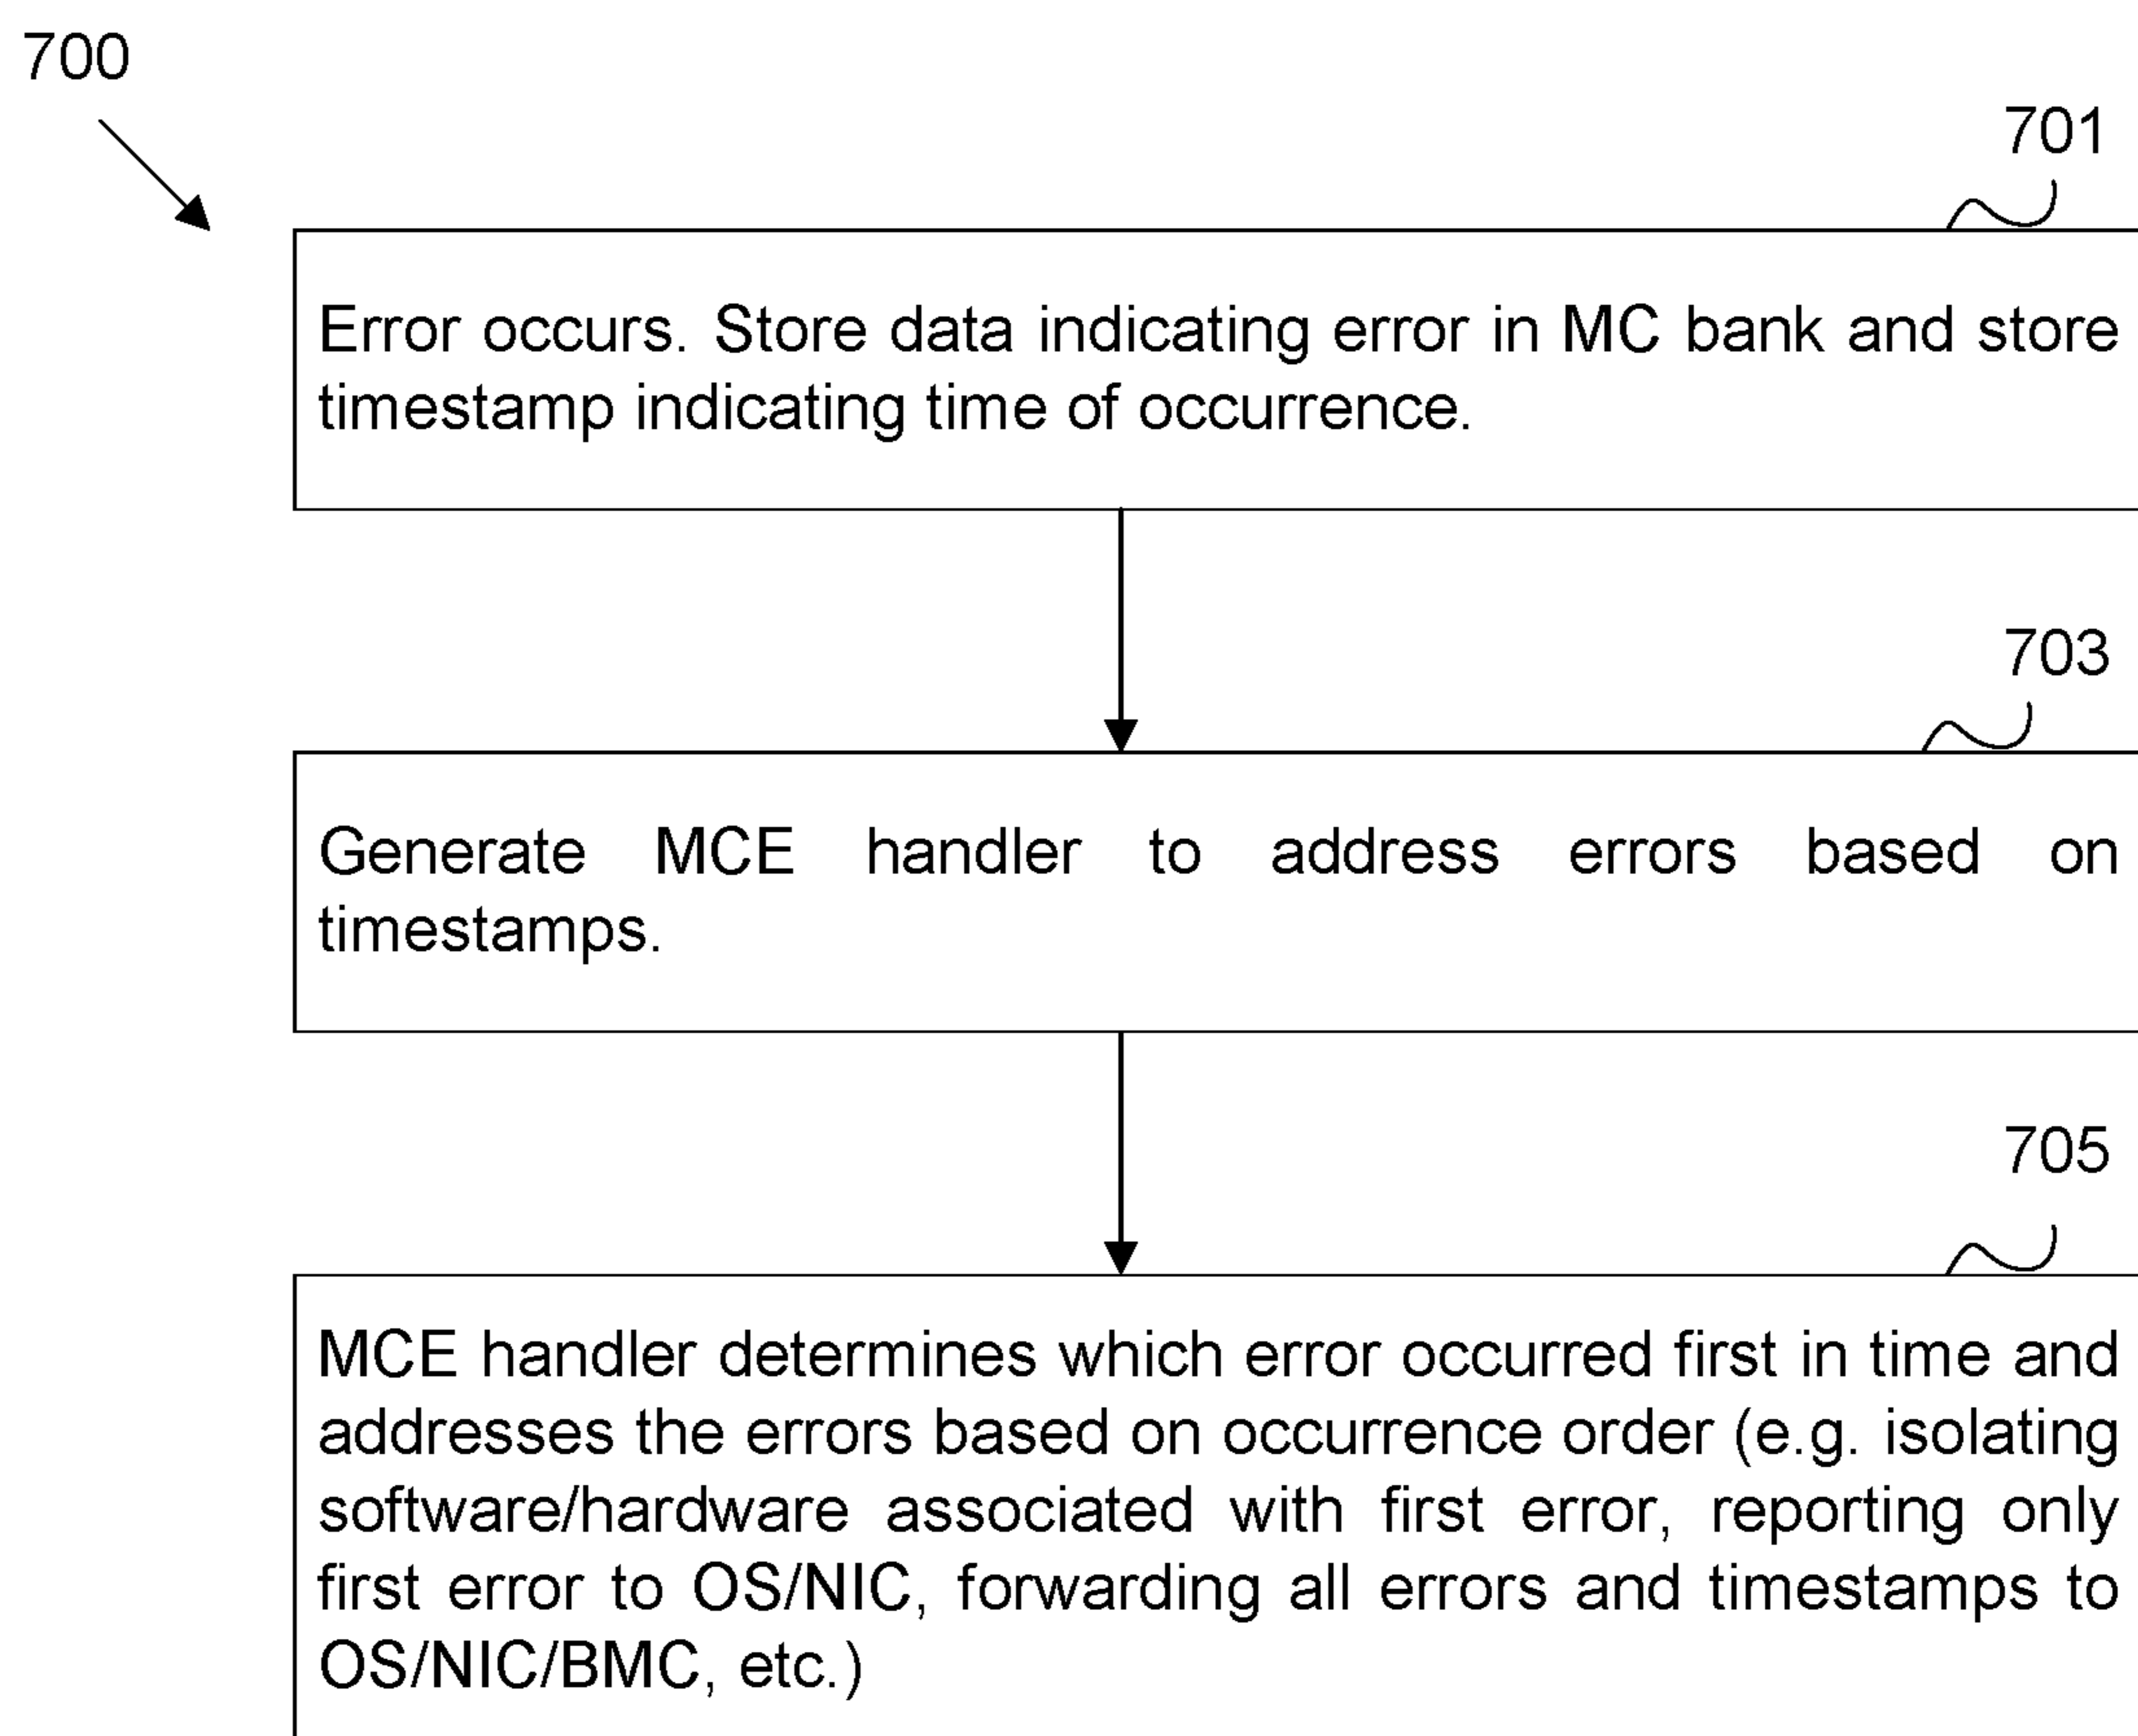 700
701
Error occurs. Store data indicating error in MC bank and store
timestamp indicating time of occurrence.
703
Generate MCE handler to address errors based on
timestamps.
705
MCE handler determines which error occurred first in time and
addresses the errors based on occurrence order (e.g. isolating
software/hardware associated with first error, reporting only
first error to OS/NIC, forwarding all errors and timestamps to
OS/NIC/BMC, etc.)